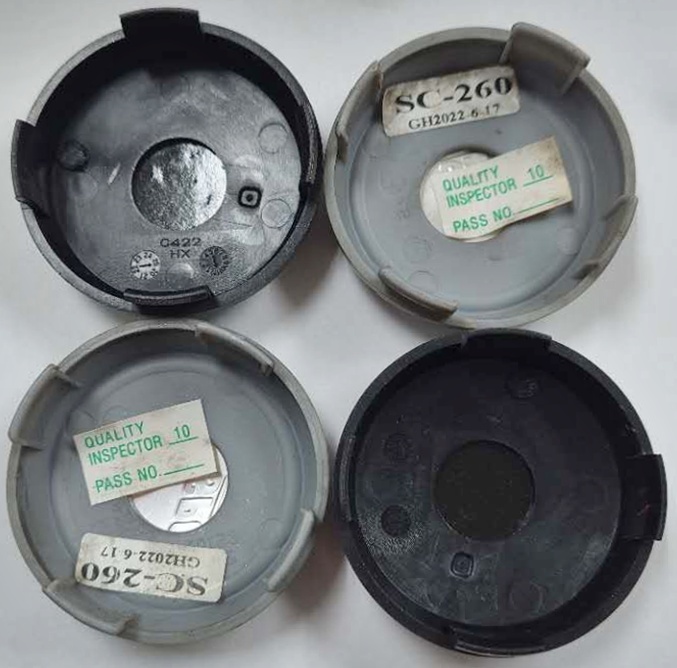 C422
HX
SC-260
GH2022-6-17
QUALITY
INSPECTOR 10
PASS NO.
QUALITY
INSPECTOR 10
PASS NO.
SC-260
GH2022-6-17